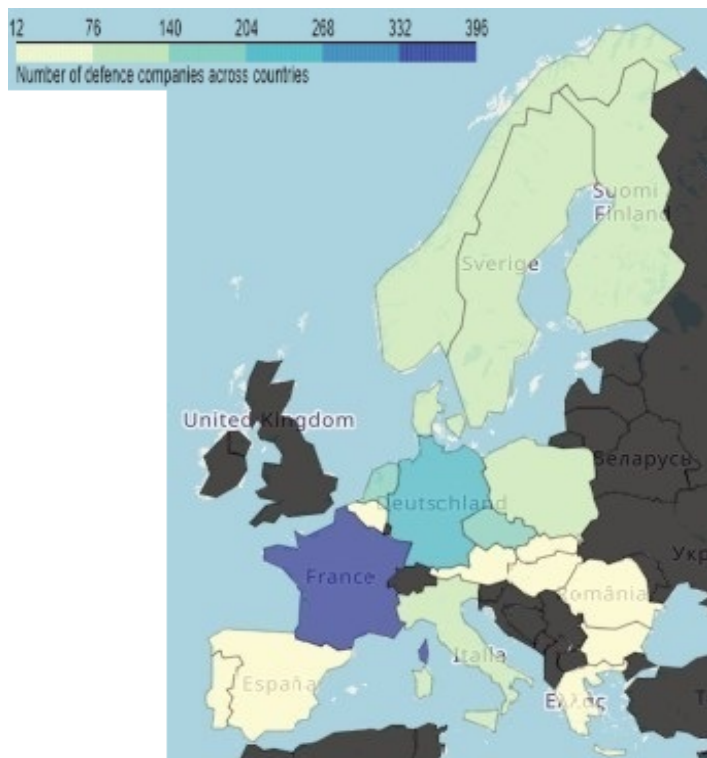 12 76 140 204 268 332 396
Number of defence companies across countries
Suomi
Finland
Sverige
United Kingdom
Беларусь
Deutschland
Укр
France
România
Italia
España
Ελλάς
T